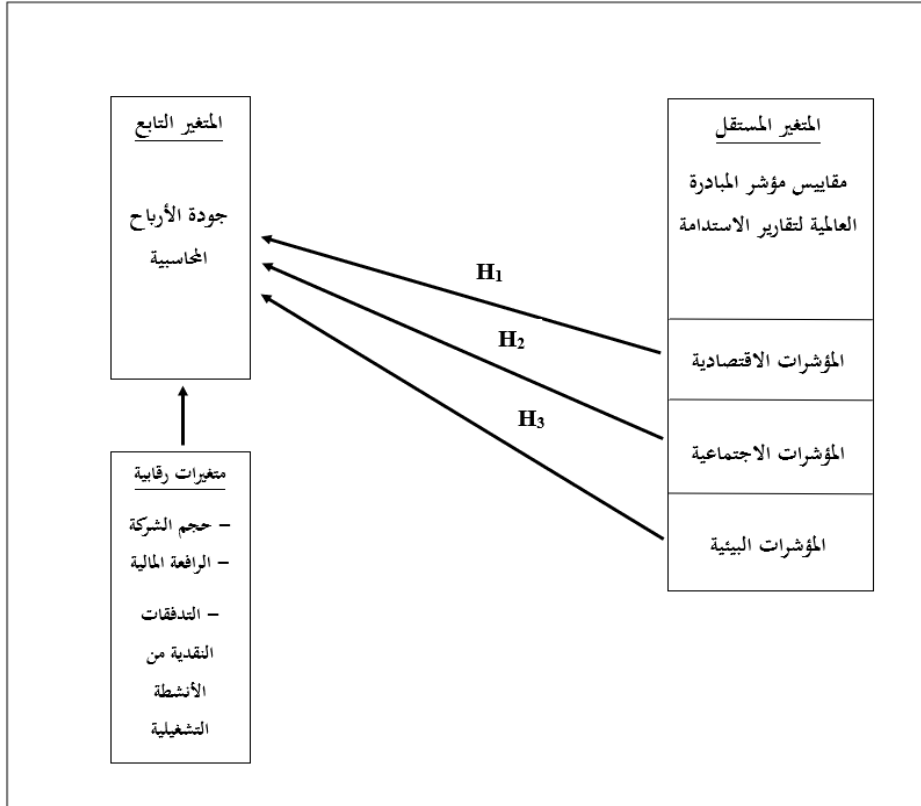 المتغير المستقل
مقاييس مؤشر المبادرة
العالمية لتقارير الاستدامة
المؤشرات الاقتصادية
المؤشرات الاجتماعية
المؤشرات البيئية
H₁
H₂
H₃
المتغير التابع
جودة الأرباح
المحاسبية
متغيرات رقابية
– حجم الشركة
– الرافعة المالية
– التدفقات
النقدية من
الأنشطة
التشغيلية